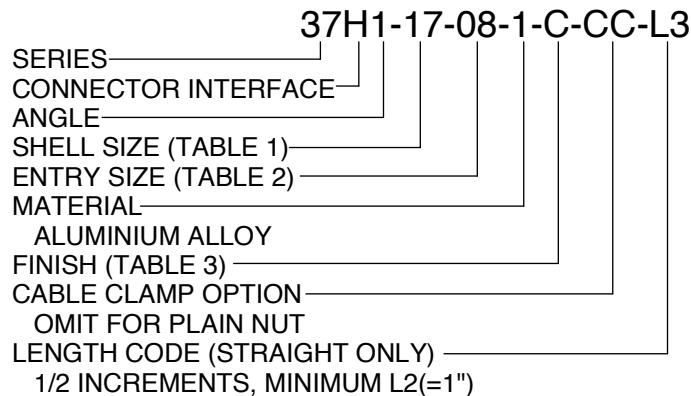 37H1-17-08-1-C-CC-L3
SERIES
CONNECTOR INTERFACE
ANGLE
SHELL SIZE (TABLE 1)
ENTRY SIZE (TABLE 2)
MATERIAL
ALUMINIUM ALLOY
FINISH (TABLE 3)
CABLE CLAMP OPTION
OMIT FOR PLAIN NUT
LENGTH CODE (STRAIGHT ONLY)
1/2 INCREMENTS, MINIMUM L2(=1")